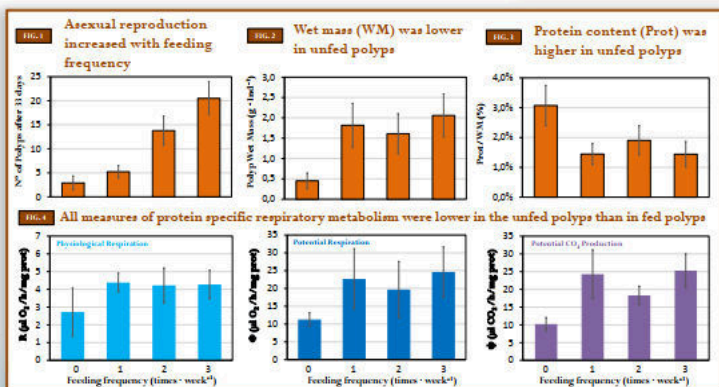 FIG. 1
Asexual reproduction
increased with feeding
frequency
Nº of Polyps after 33 days
25
20
15
10
5
0
FIG. 2
Wet mass (WM) was lower
in unfed polyps
Polyp Wet Mass (g · Ind⁻¹)
3,0
2,5
2,0
1,5
1,0
0,5
0,0
FIG. 3
Protein content (Prot) was
higher in unfed polyps
Prot/WM (%)
4,0%
3,0%
2,0%
1,0%
0,0%
FIG. 4
All measures of protein specific respiratory metabolism were lower in the unfed polyps than in fed polyps
Physiological Respiration
R (µl O₂ /h/mg prot)
7
6
5
4
3
2
1
0
0 1 2 3
Feeding frequency (times · week⁻¹)
Potential Respiration
Φ (µl O₂ /h/mg prot)
35
30
25
20
15
10
5
0
0 1 2 3
Feeding frequency (times · week⁻¹)
Potential CO₂ Production
ψ (µl CO₂ /h/mg prot)
35
30
25
20
15
10
5
0
0 1 2 3
Feeding frequency (times · week⁻¹)